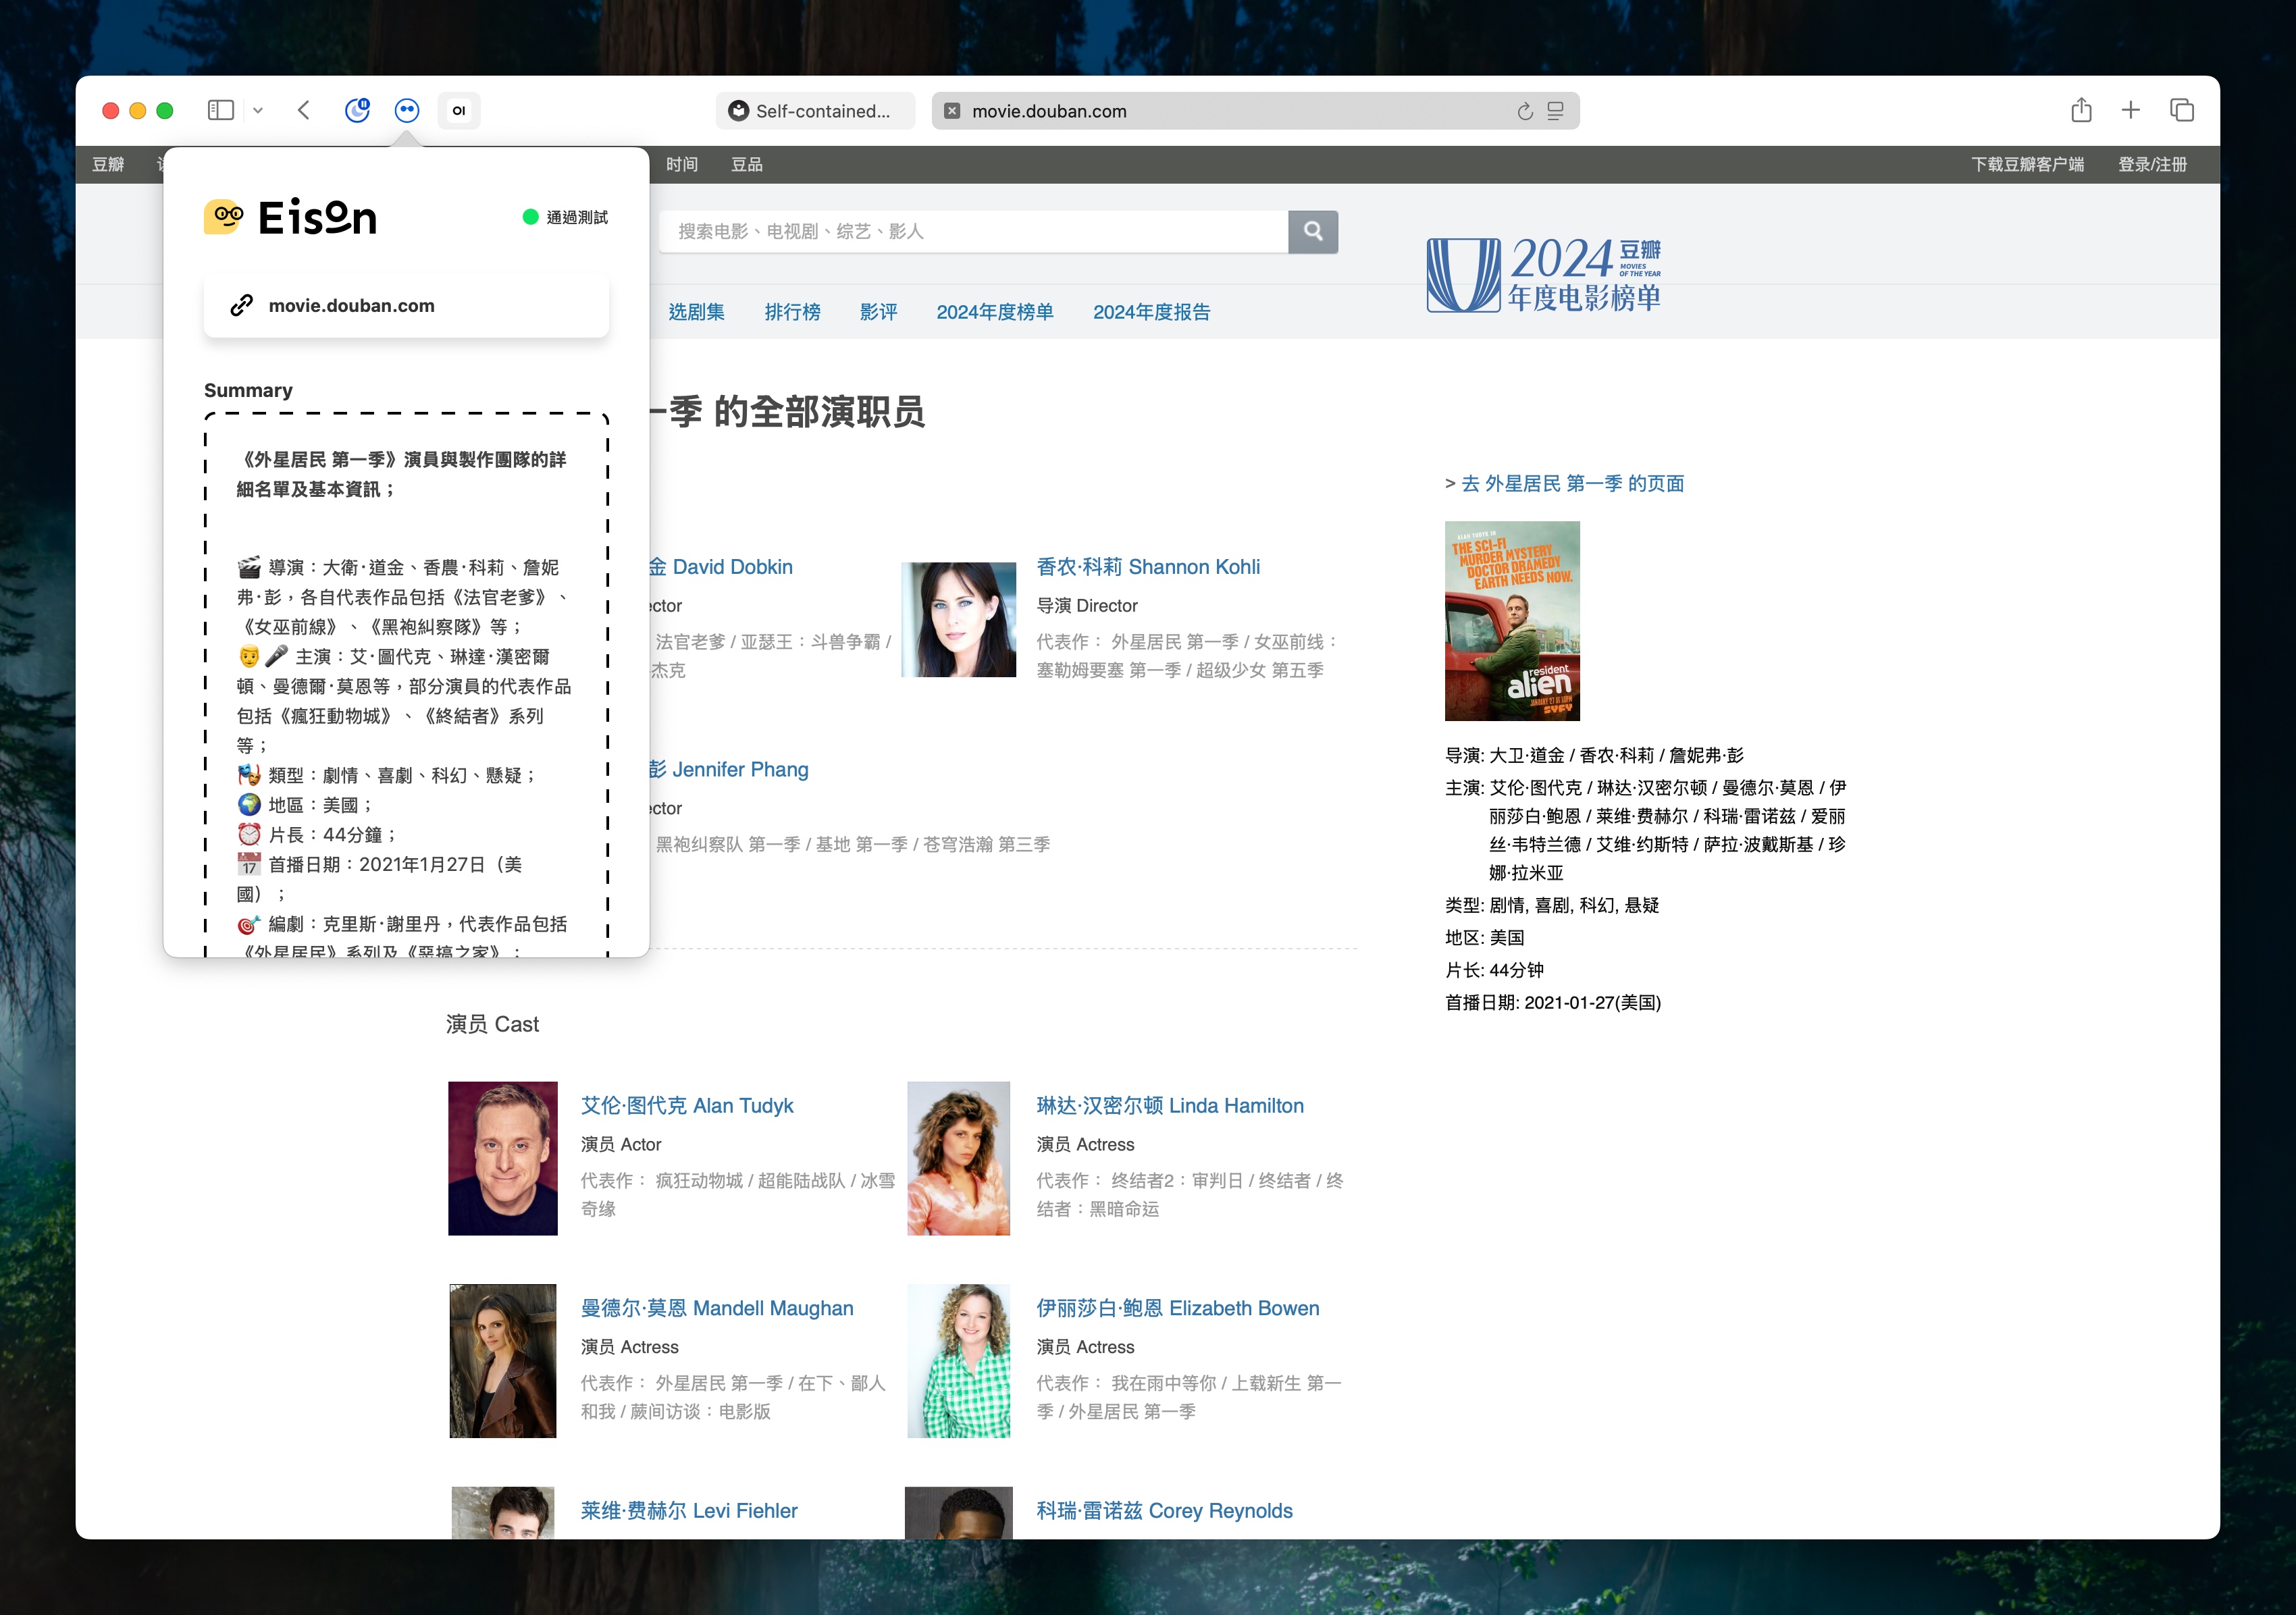 OI
Self-contained...
movie.douban.com
豆瓣
时间
豆品
下载豆瓣客户端
登录/注册
Eison
通過測試
movie.douban.com
Summary
《外星居民 第一季》演員與製作團隊的詳
細名單及基本資訊；
🎬 導演：大衛·道金、香農·科莉、詹妮
弗·彭，各自代表作品包括《法官老爹》、
《女巫前線》、《黑袍糾察隊》等；
👨‍🎤 主演：艾·圖代克、琳達·漢密爾
頓、曼德爾·莫恩等，部分演員的代表作品
包括《瘋狂動物城》、《終結者》系列
等；
🎭 類型：劇情、喜劇、科幻、懸疑；
🌍 地區：美國；
⏰ 片長：44分鐘；
📅 首播日期：2021年1月27日（美
國）；
🎯 編劇：克里斯·謝里丹，代表作品包括
《外星居民》系列及《惡搞之家》；
搜索电影、电视剧、综艺、影人
选剧集
排行榜
影评
2024年度榜单
2024年度报告
2024 豆瓣
MOVIES
OF THE YEAR
年度电影榜单
一季 的全部演职员
金 David Dobkin
ector
法官老爹 / 亚瑟王：斗兽争霸 /
杰克
香农·科莉 Shannon Kohli
导演 Director
代表作： 外星居民 第一季 / 女巫前线：
塞勒姆要塞 第一季 / 超级少女 第五季
彭 Jennifer Phang
ector
黑袍纠察队 第一季 / 基地 第一季 / 苍穹浩瀚 第三季
演员 Cast
艾伦·图代克 Alan Tudyk
演员 Actor
代表作： 疯狂动物城 / 超能陆战队 / 冰雪
奇缘
琳达·汉密尔顿 Linda Hamilton
演员 Actress
代表作： 终结者2：审判日 / 终结者 / 终
结者：黑暗命运
曼德尔·莫恩 Mandell Maughan
演员 Actress
代表作： 外星居民 第一季 / 在下、鄙人
和我 / 蕨间访谈：电影版
伊丽莎白·鲍恩 Elizabeth Bowen
演员 Actress
代表作： 我在雨中等你 / 上载新生 第一
季 / 外星居民 第一季
莱维·费赫尔 Levi Fiehler
科瑞·雷诺兹 Corey Reynolds
> 去 外星居民 第一季 的页面
ALAN TUDYK IN
THE SCI-FI
MURDER MYSTERY
DOCTOR DRAMEDY
EARTH NEEDS NOW.
resident
alien
SYFY
导演: 大卫·道金 / 香农·科莉 / 詹妮弗·彭
主演: 艾伦·图代克 / 琳达·汉密尔顿 / 曼德尔·莫恩 / 伊
丽莎白·鲍恩 / 莱维·费赫尔 / 科瑞·雷诺兹 / 爱丽
丝·韦特兰德 / 艾维·约斯特 / 萨拉·波戴斯基 / 珍
娜·拉米亚
类型: 剧情, 喜剧, 科幻, 悬疑
地区: 美国
片长: 44分钟
首播日期: 2021-01-27(美国)